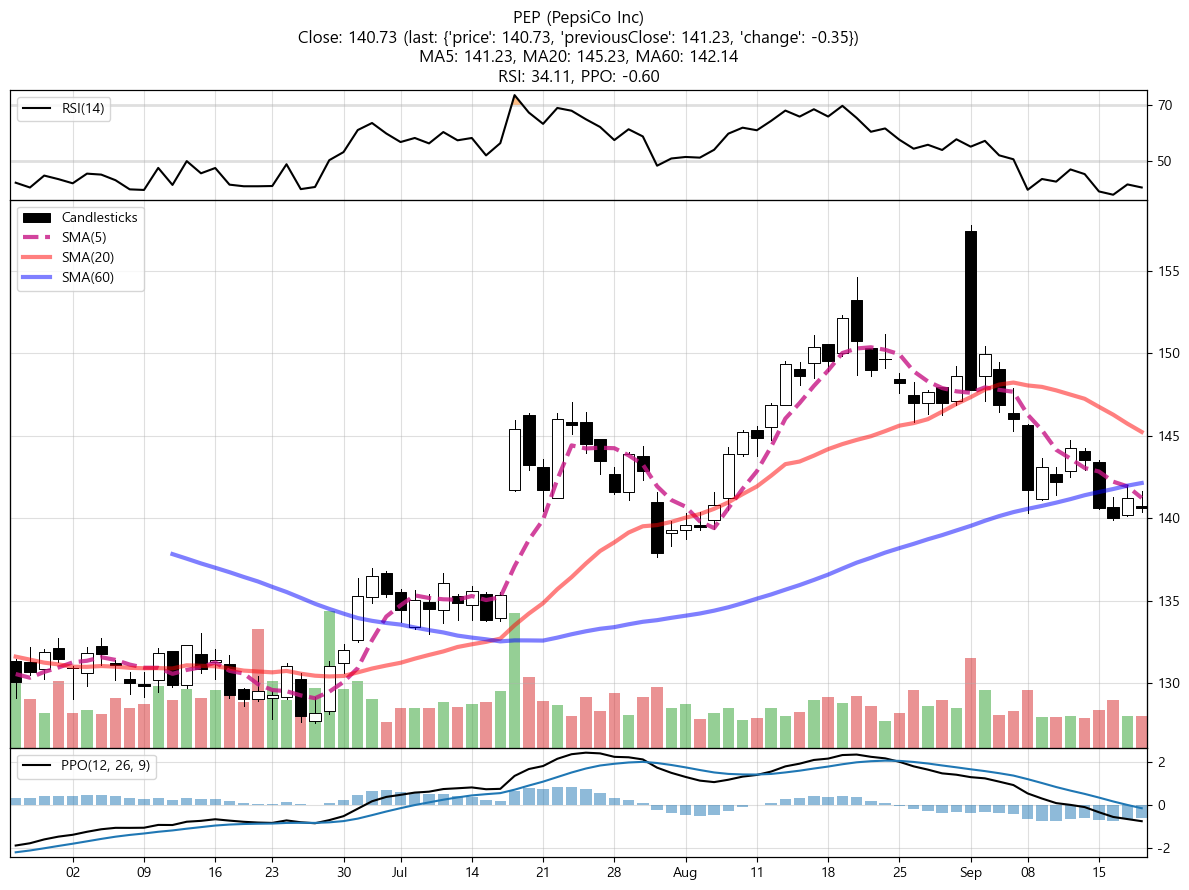 PEP (PepsiCo Inc)
Close: 140.73 (last: {'price': 140.73, 'previousClose': 141.23, 'change': -0.35})
MA5: 141.23, MA20: 145.23, MA60: 142.14
RSI: 34.11, PPO: -0.60
RSI(14)
70
50
Candlesticks
SMA(5)
SMA(20)
SMA(60)
155
150
145
140
135
130
PPO(12, 26, 9)
2
0
-2
02 09 16 23 30 Jul 14 21 28 Aug 11 18 25 Sep 08 15